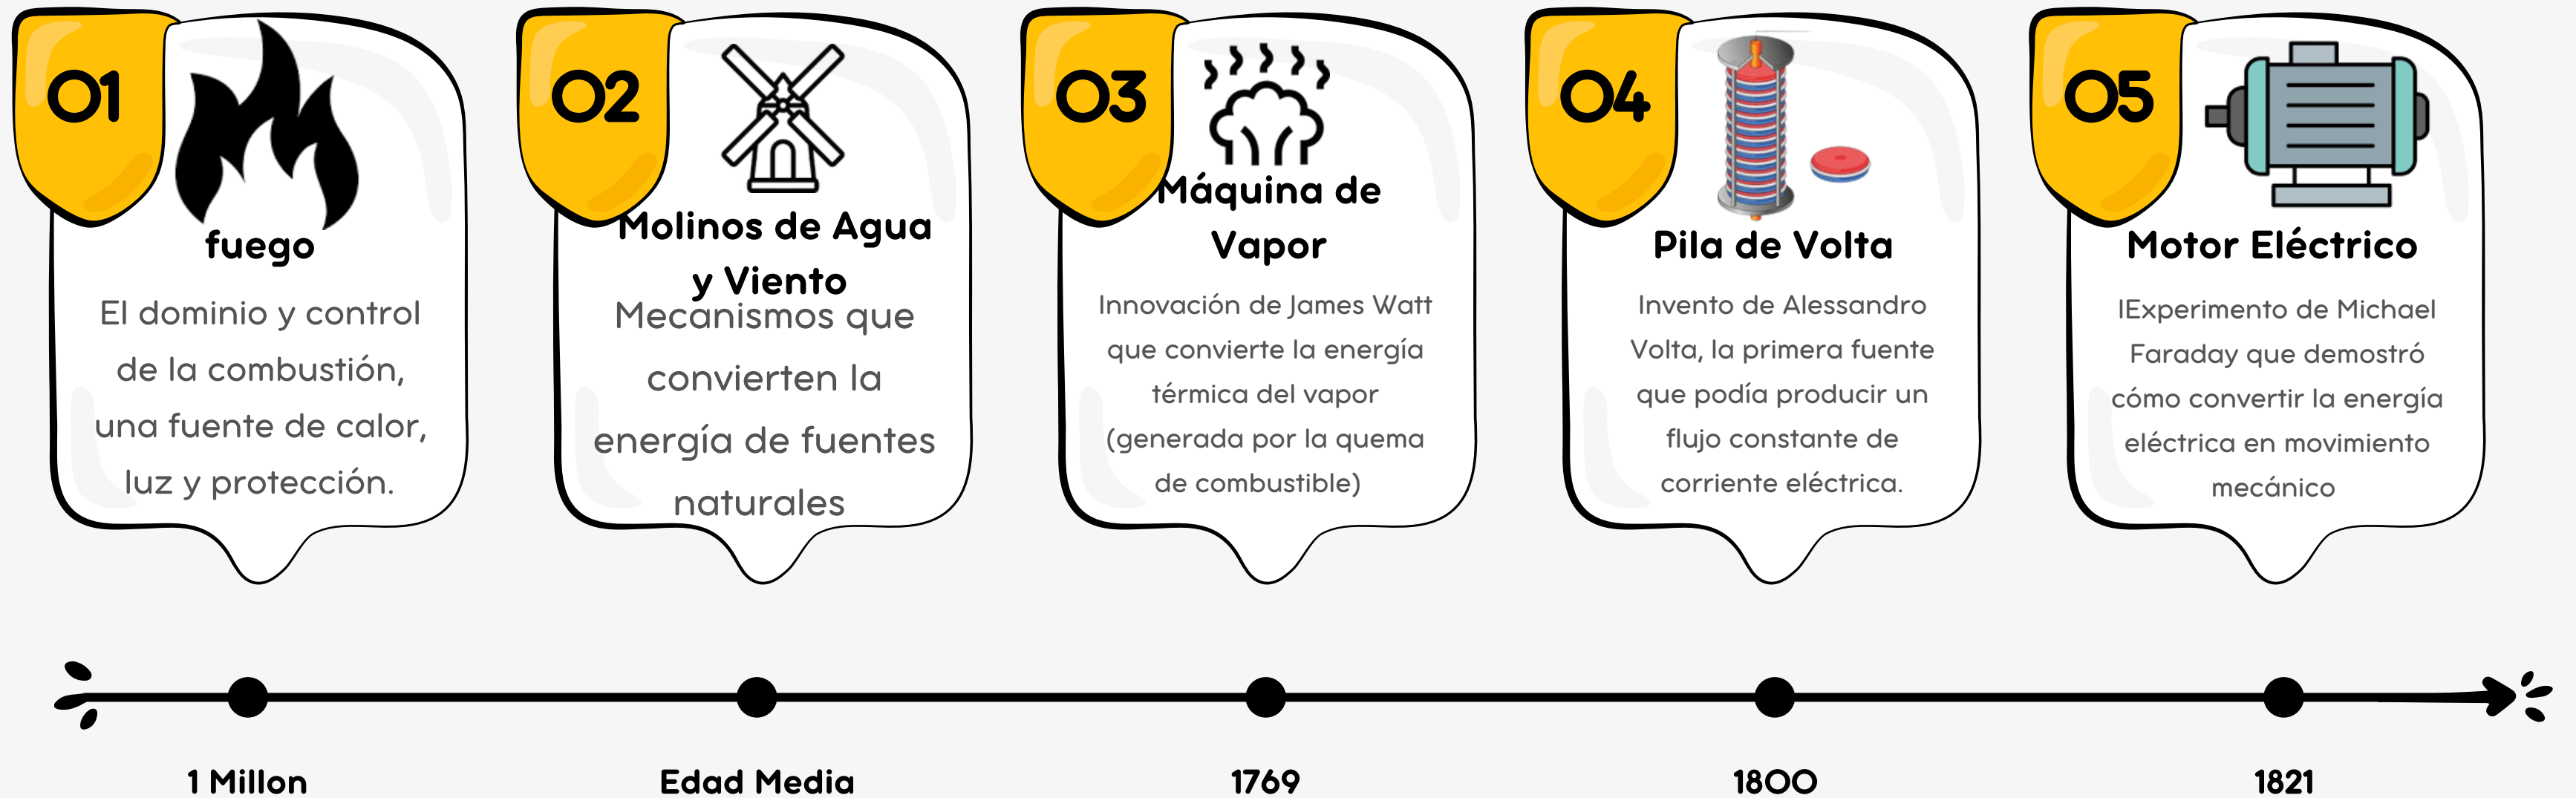 01
fuego
El dominio y control
de la combustión,
una fuente de calor,
luz y protección.
02
Molinos de Agua
y Viento
Mecanismos que
convierten la
energía de fuentes
naturales
03
Máquina de
Vapor
Innovación de James Watt
que convierte la energía
térmica del vapor
(generada por la quema
de combustible)
04
Pila de Volta
Invento de Alessandro
Volta, la primera fuente
que podía producir un
flujo constante de
corriente eléctrica.
05
Motor Eléctrico
lExperimento de Michael
Faraday que demostró
cómo convertir la energía
eléctrica en movimiento
mecánico
1 Millon
Edad Media
1769
1800
1821